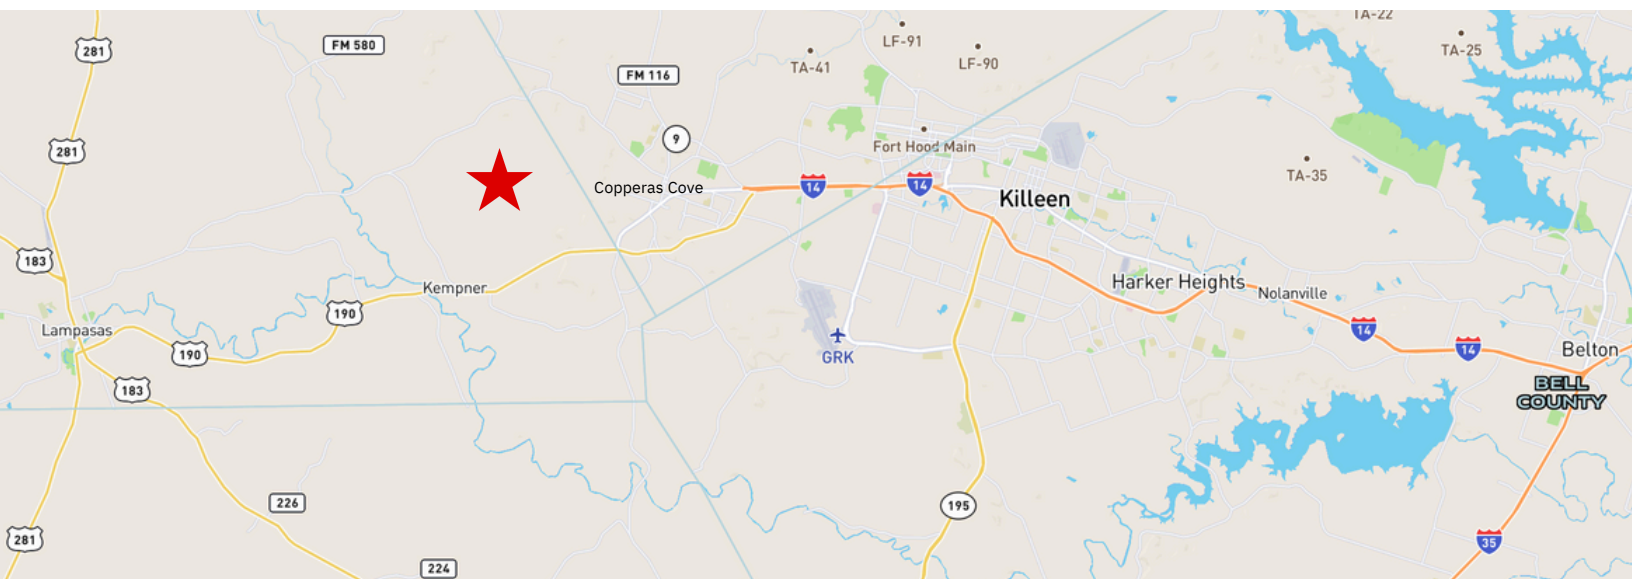 TA-22
281
FM 580
LF-91
TA-25
LF-90
TA-41
FM 116
9
281
Fort Hood Main
TA-35
Copperas Cove
14
14
Killeen
183
Kempner
Harker Heights
Nolanville
190
Lampasas
14
GRK
190
14
Belton
183
BELL
COUNTY
226
195
281
35
224